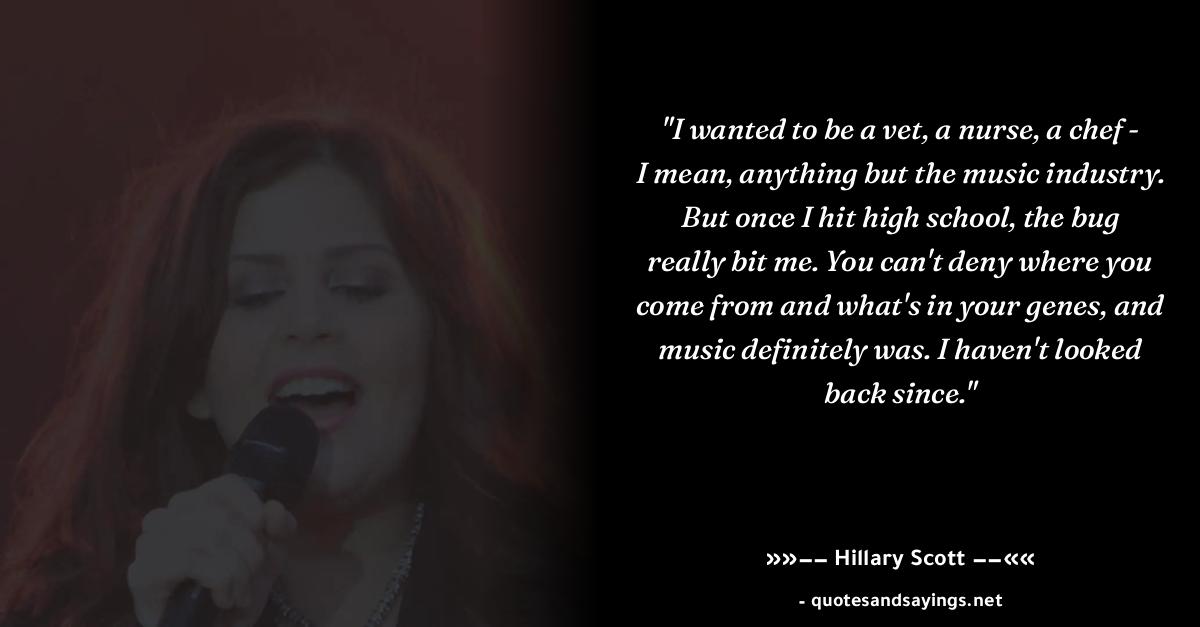 "I wanted to be a vet, a nurse, a chef -
I mean, anything but the music industry.
But once I hit high school, the bug
really bit me. You can't deny where you
come from and what's in your genes, and
music definitely was. I haven't looked
back since."
»»–– Hillary Scott ––««
- quotesandsayings.net